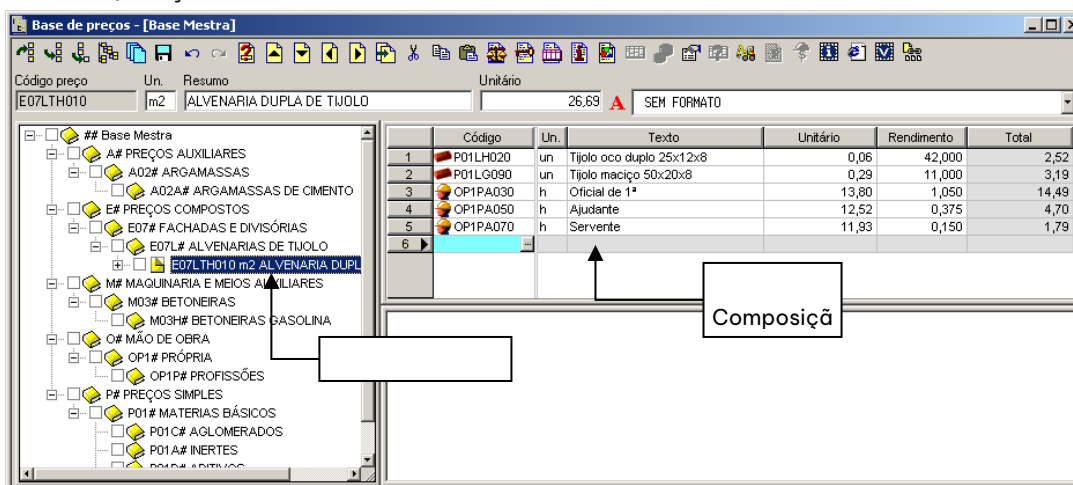 Base de preços - [Base Mestra]
Código preço Un. Resumo Unitário
E07LTH010 m2 ALVENARIA DUPLA DE TIJOLO 26,69 A SEM FORMATO
## Base Mestra
A# PREÇOS AUXILIARES
A02# ARGAMASSAS
A02A# ARGAMASSAS DE CIMENTO
E# PREÇOS COMPOSTOS
E07# FACHADAS E DIVISÓRIAS
E07L# ALVENARIAS DE TIJOLO
E07LTH010 m2 ALVENARIA DUPL
M# MAQUINARIA E MEIOS AUXILIARES
M03# BETONEIRAS
M03H# BETONEIRAS GASOLINA
O# MÃO DE OBRA
OP1# PRÓPRIA
OP1P# PROFISSÕES
P# PREÇOS SIMPLES
P01# MATERIAS BÁSICOS
P01C# AGLOMERADOS
P01A# INERTES
P01D# ADITIVOS
Código Un. Texto Unitário Rendimento Total
1 P01LH020 un Tijolo oco duplo 25x12x8 0,06 42,000 2,52
2 P01LG090 un Tijolo maciço 50x20x8 0,29 11,000 3,19
3 OP1PA030 h Oficial de 1ª 13,80 1,050 14,49
4 OP1PA050 h Ajudante 12,52 0,375 4,70
5 OP1PA070 h Servente 11,93 0,150 1,79
6
Composiçã